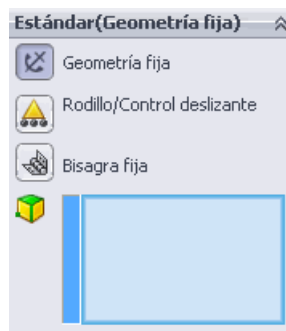 Estándar(Geometría fija)
Geometría fija
Rodillo/Control deslizante
Bisagra fija